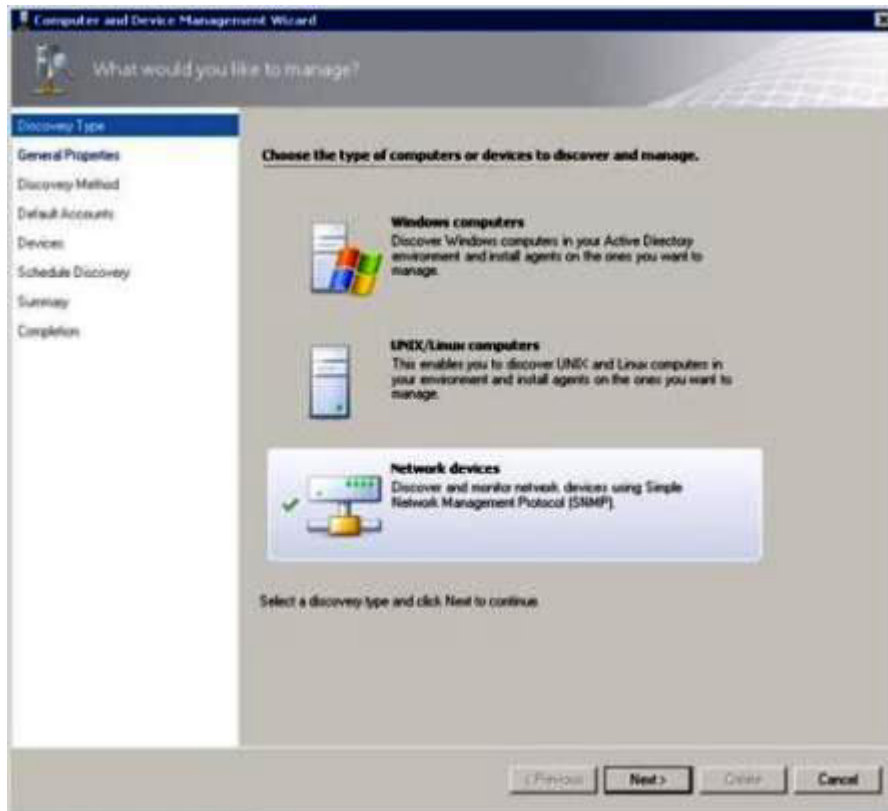 Computer and Device Management Wizard
What would you like to manage?
Discovery Type
General Properties
Discovery Method
Default Accounts
Devices
Schedule Discovery
Summary
Completion
Choose the type of computers or devices to discover and manage.
Windows computers
Discover Windows computers in your Active Directory
environment and install agents on the ones you want to
manage.
UNIX/Linux computers
This enables you to discover UNIX and Linux computers in
your environment and install agents on the ones you want to
manage.
Network devices
Discover and monitor network devices using Simple
Network Management Protocol (SNMP).
Select a discovery type and click Next to continue
< Previous
Next >
Create
Cancel